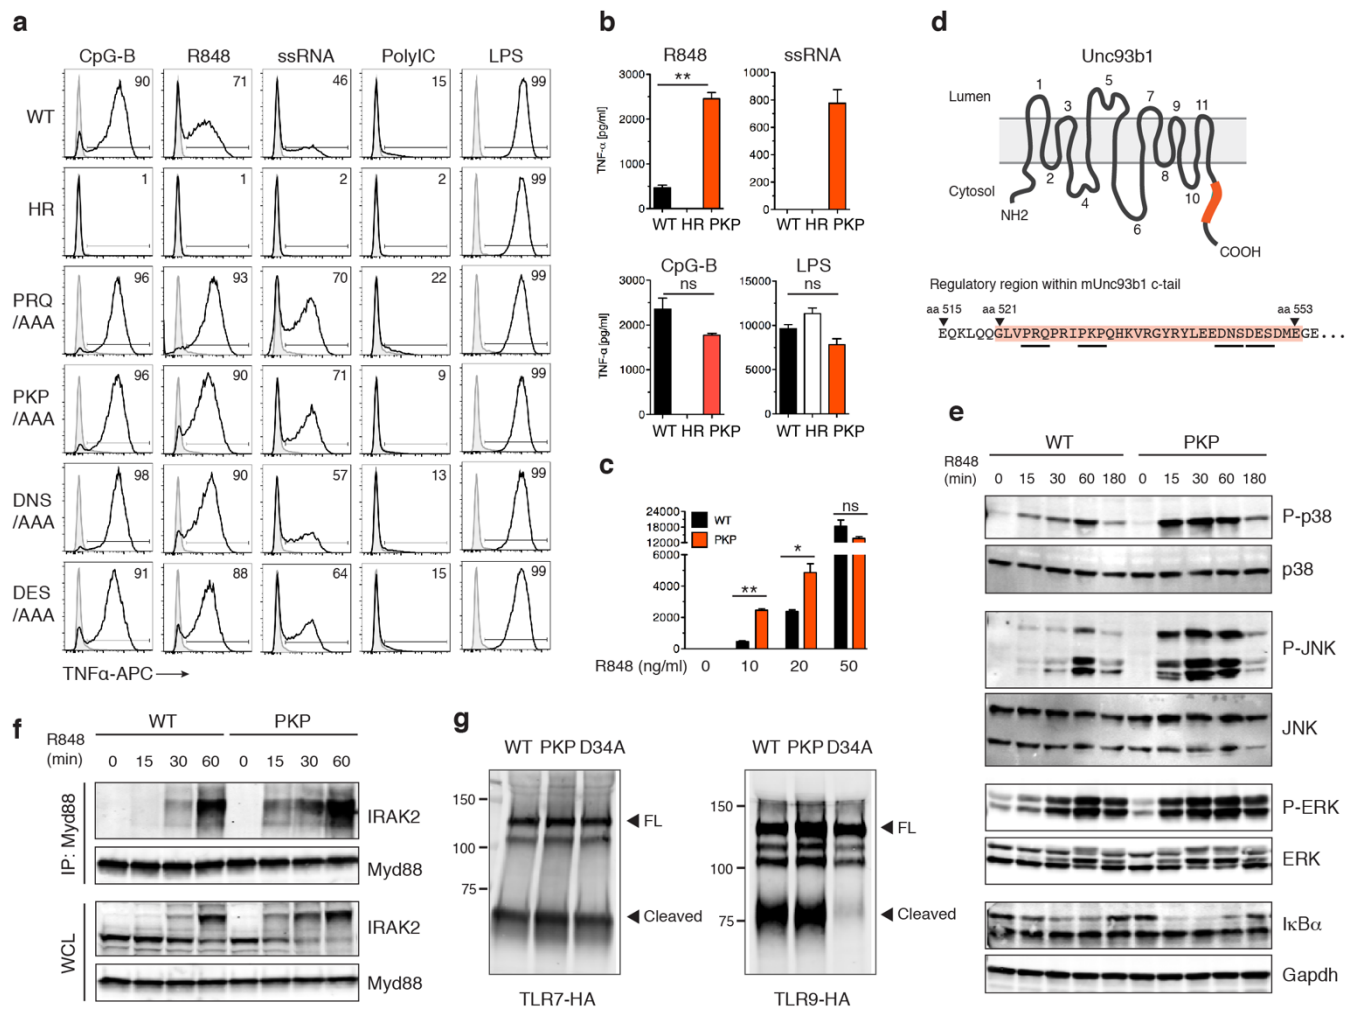 a
CpG-B R848 ssRNA PolyIC LPS
WT 90 71 46 15 99
HR 1 1 2 2 99
PRQ /AAA 96 93 70 22 99
PKP /AAA 96 90 71 9 99
DNS /AAA 98 90 57 13 99
DES /AAA 91 88 64 15 99
TNFα-APC
b
R848 ssRNA
TNF-α [pg/ml]
3000 2000 1000 0
**
WT HR PKP
1000 800 600 400 200 0
WT HR PKP
CpG-B LPS
TNF-α [pg/ml]
3000 2000 1000 0
ns
WT HR PKP
15000 10000 5000 0
ns
WT HR PKP
c
24000
18000
12000
6000
4000
2000
0
WT
PKP
** * ns
R848 (ng/ml) 0 10 20 50
d
Unc93b1
Lumen
Cytosol
1 2 3 4 5 6 7 8 9 10 11
NH2
COOH
Regulatory region within mUnc93b1 c-tail
aa 515 aa 521 aa 553
EQKLQQGLVPRQPRIPKPQHKVRGYRYLEEDNSDESDMEGE...
e
WT PKP
R848 (min) 0 15 30 60 180 0 15 30 60 180
P-p38
p38
P-JNK
JNK
P-ERK
ERK
IκBα
Gapdh
f
WT PKP
R848 (min) 0 15 30 60 0 15 30 60
IP: Myd88
IRAK2
Myd88
WCL
IRAK2
Myd88
g
WT PKP D34A
150
100
75
FL
Cleaved
TLR7-HA
WT PKP D34A
150
100
75
FL
Cleaved
TLR9-HA